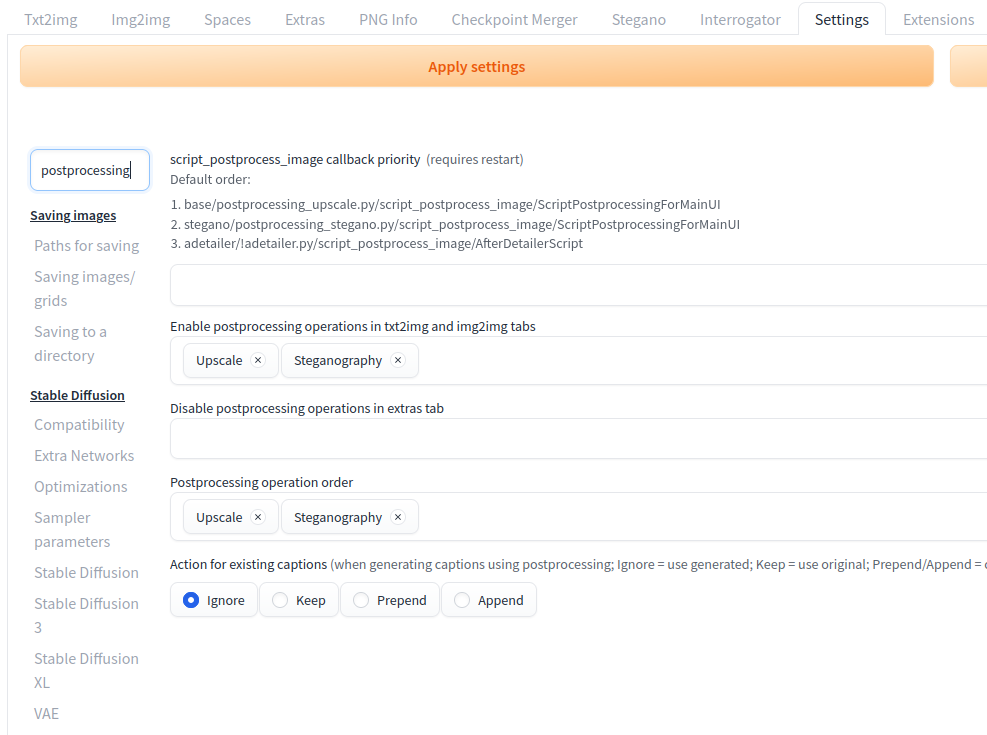 Txt2img Img2img Spaces Extras PNG Info Checkpoint Merger Stegano Interrogator Settings Extensions
Apply settings
postprocessing
Saving images
Paths for saving
Saving images/
grids
Saving to a
directory
Stable Diffusion
Compatibility
Extra Networks
Optimizations
Sampler
parameters
Stable Diffusion
Stable Diffusion
3
Stable Diffusion
XL
VAE
script_postprocess_image callback priority (requires restart)
Default order:
1. base/postprocessing_upscale.py/script_postprocess_image/ScriptPostprocessingForMainUI
2. stegano/postprocessing_stegano.py/script_postprocess_image/ScriptPostprocessingForMainUI
3. adetailer/!adetailer.py/script_postprocess_image/AfterDetailerScript
Enable postprocessing operations in txt2img and img2img tabs
Upscale × Steganography ×
Disable postprocessing operations in extras tab
Postprocessing operation order
Upscale × Steganography ×
Action for existing captions (when generating captions using postprocessing; Ignore = use generated; Keep = use original; Prepend/Append =
Ignore Keep Prepend Append